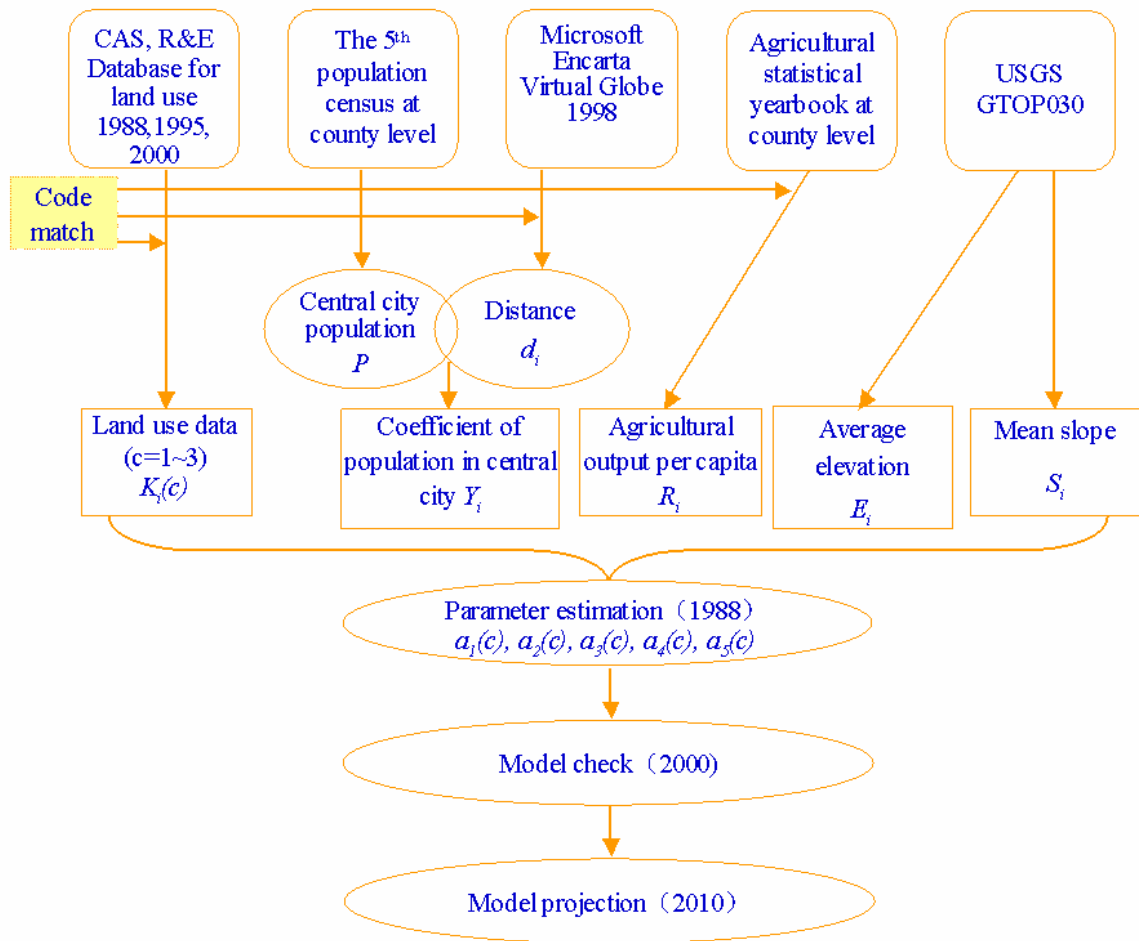 CAS, R&E
Database for
land use
1988,1995,
2000
The 5th
population
census at
county level
Microsoft
Encarta
Virtual Globe
1998
Agricultural
statistical
yearbook at
county level
USGS
GTOP030
Code
match
Central city
population
P
Distance
di
Land use data
(c=1~3)
Ki(c)
Coefficient of
population in central
city Yi
Agricultural
output per capita
Ri
Average
elevation
Ei
Mean slope
Si
Parameter estimation（1988）
a1(c), a2(c), a3(c), a4(c), a5(c)
Model check（2000)
Model projection（2010）